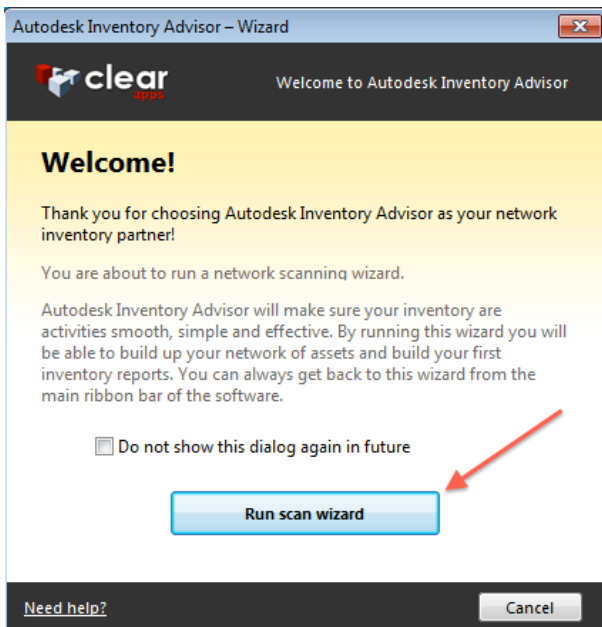 Autodesk Inventory Advisor – Wizard
clear
apps
Welcome to Autodesk Inventory Advisor
Welcome!
Thank you for choosing Autodesk Inventory Advisor as your network
inventory partner!
You are about to run a network scanning wizard.
Autodesk Inventory Advisor will make sure your inventory are
activities smooth, simple and effective. By running this wizard you will
be able to build up your network of assets and build your first
inventory reports. You can always get back to this wizard from the
main ribbon bar of the software.
Do not show this dialog again in future
Run scan wizard
Need help?
Cancel